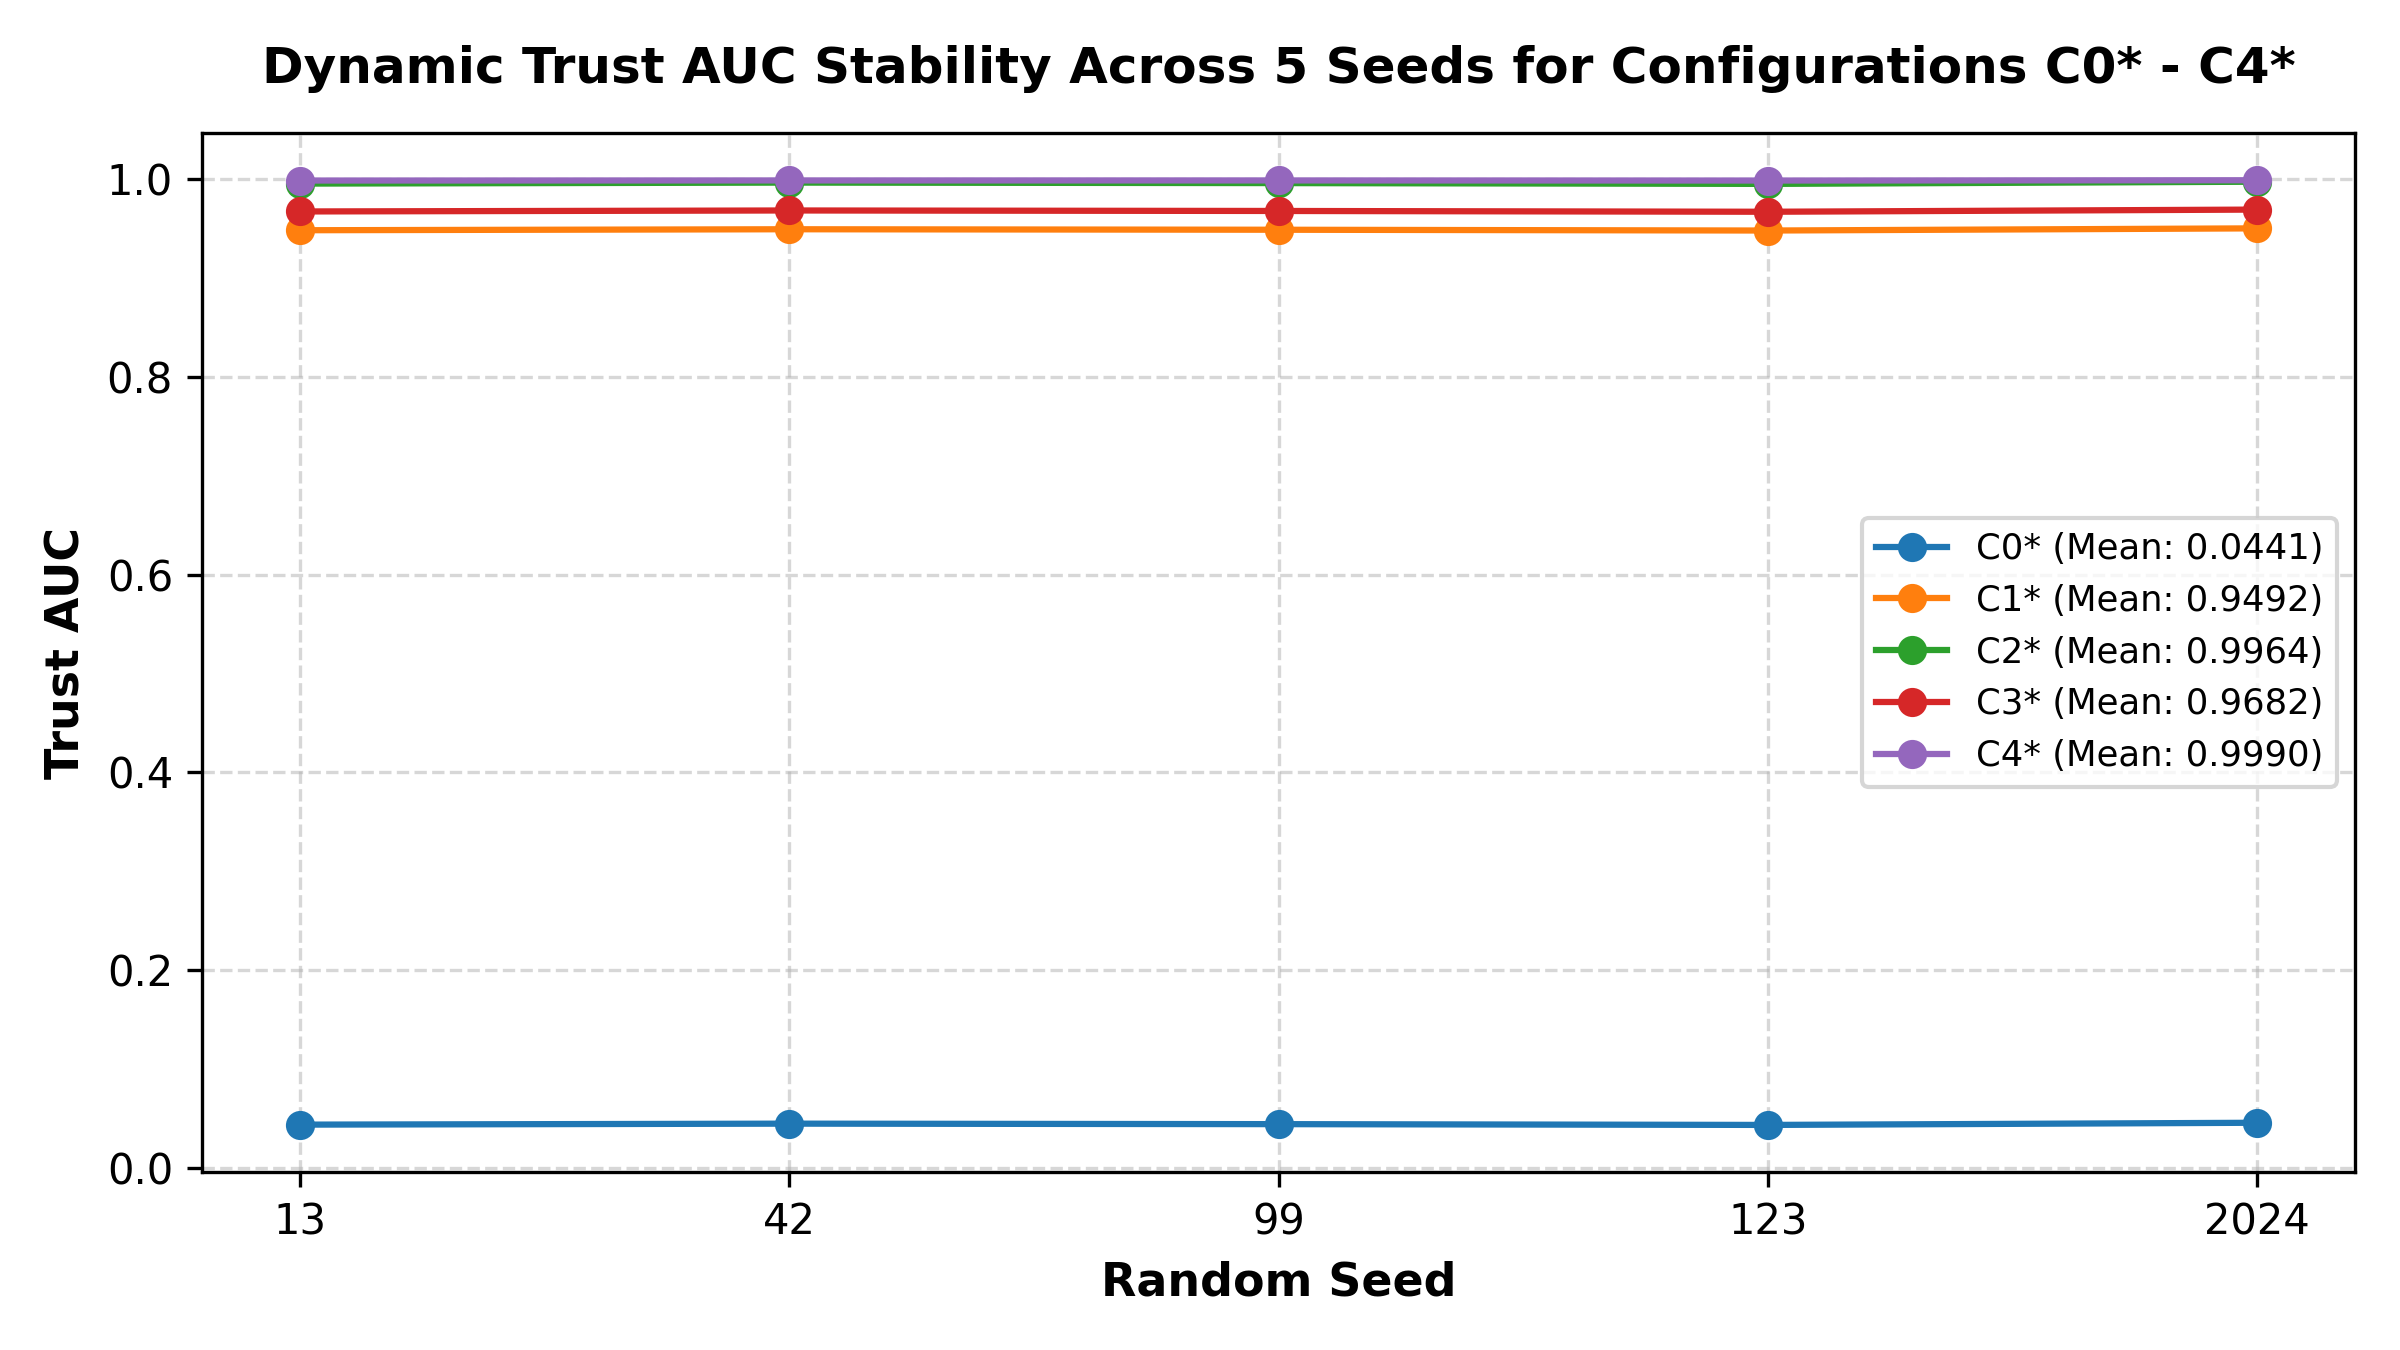 Dynamic Trust AUC Stability Across 5 Seeds for Configurations C0* - C4*
Trust AUC
1.0
0.8
0.6
0.4
0.2
0.0
C0* (Mean: 0.0441)
C1* (Mean: 0.9492)
C2* (Mean: 0.9964)
C3* (Mean: 0.9682)
C4* (Mean: 0.9990)
13 42 99 123 2024
Random Seed